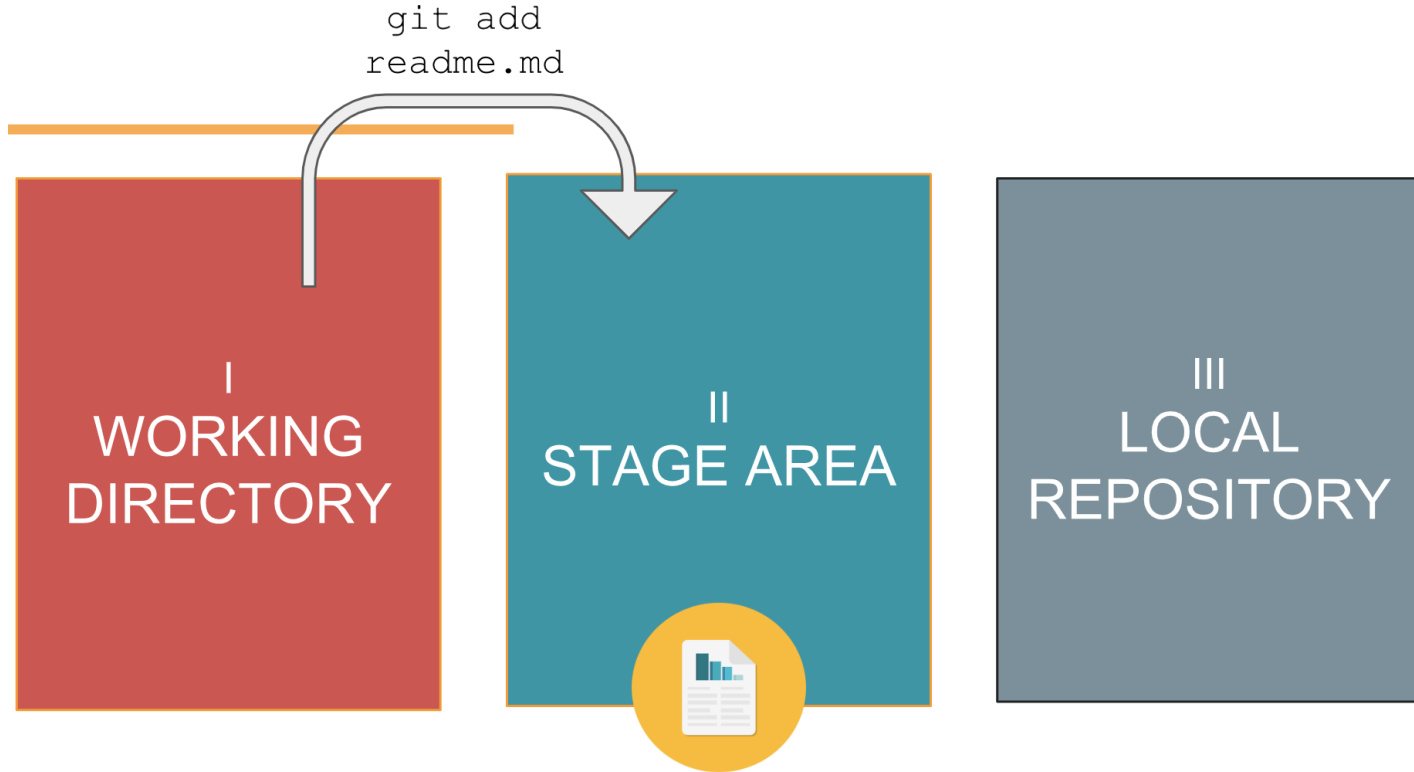 git add
readme.md
I
WORKING
DIRECTORY
II
STAGE AREA
III
LOCAL
REPOSITORY